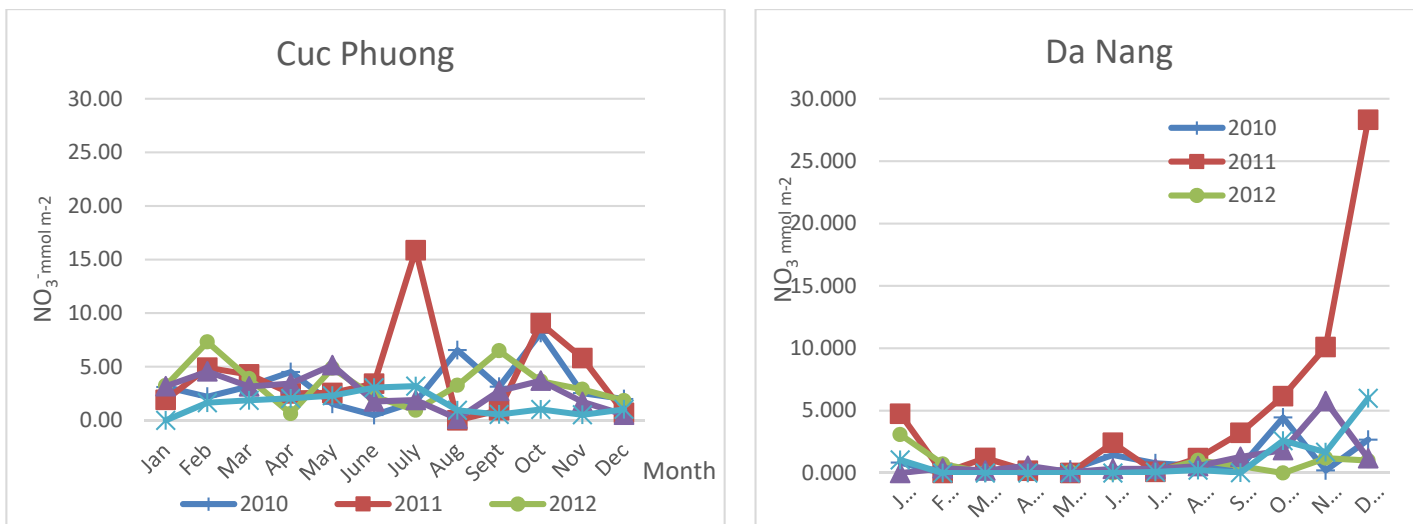 Cuc Phuong
30.00
25.00
20.00
15.00
10.00
5.00
0.00
NO₃⁻ mmol m-2
Jan Feb Mar Apr May June July Aug Sept Oct Nov Dec
Month
2010 2011 2012
Da Nang
30.000
25.000
20.000
15.000
10.000
5.000
0.000
NO₃ mmol m-2
2010
2011
2012
J... F... M... A... M... J... J... A... S... O... N... D...